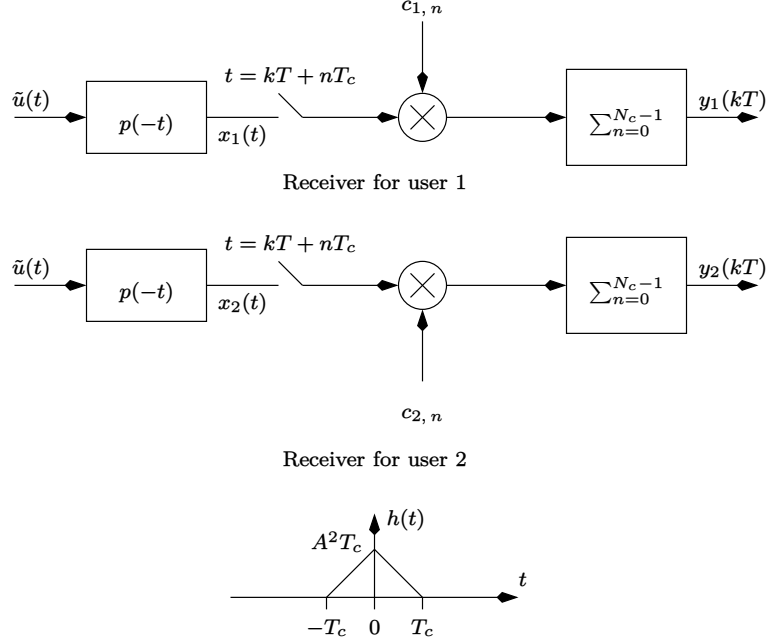 c_{1, n}
ũ(t)
p(−t)
x_1(t)
t = kT + nT_c
∑_{n=0}^{N_c−1}
y_1(kT)
Receiver for user 1
ũ(t)
p(−t)
x_2(t)
t = kT + nT_c
∑_{n=0}^{N_c−1}
y_2(kT)
c_{2, n}
Receiver for user 2
h(t)
A^2T_c
t
−T_c 0 T_c